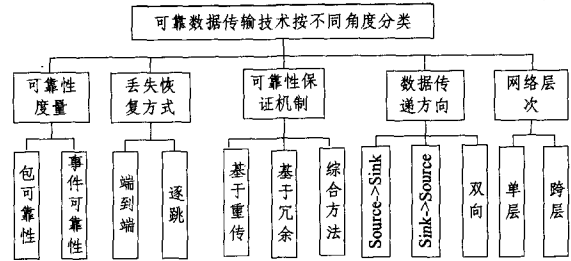 可靠数据传输技术按不同角度分类
可靠性
度量
丢失恢
复方式
可靠性保
证机制
数据传
递方向
网络层
次
包可靠性
事件可靠性
端到端
逐跳
基于重传
基于冗余
综合方法
Source->Sink
Sink->Source
双向
单层
跨层